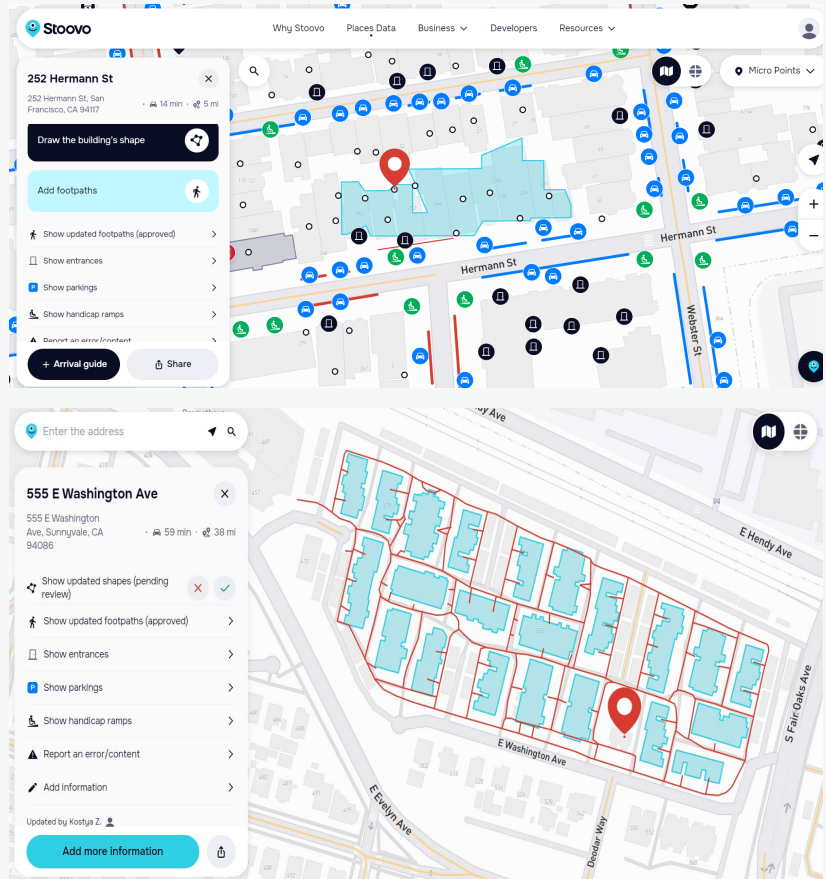 Stoovo
Why Stoovo
Places Data
Business
Developers
Resources
252 Hermann St
252 Hermann St, San
Francisco, CA 94117
· 14 min · 5 mi
Draw the building's shape
Add footpaths
Show updated footpaths (approved)
Show entrances
P Show parkings
Show handicap ramps
Report an error/content
+ Arrival guide
Share
Micro Points
+
−
Hermann St
Hermann St
Webster St
Enter the address
555 E Washington Ave
555 E Washington
Ave, Sunnyvale, CA
94086
· 59 min · 38 mi
Show updated shapes (pending
review)
Show updated footpaths (approved)
Show entrances
P Show parkings
Show handicap ramps
Report an error/content
Add information
Updated by Kostya Z.
Add more information
dy Ave
E Hendy Ave
S Fair Oaks Ave
E Washington Ave
E Evelyn Ave
Deodar Way